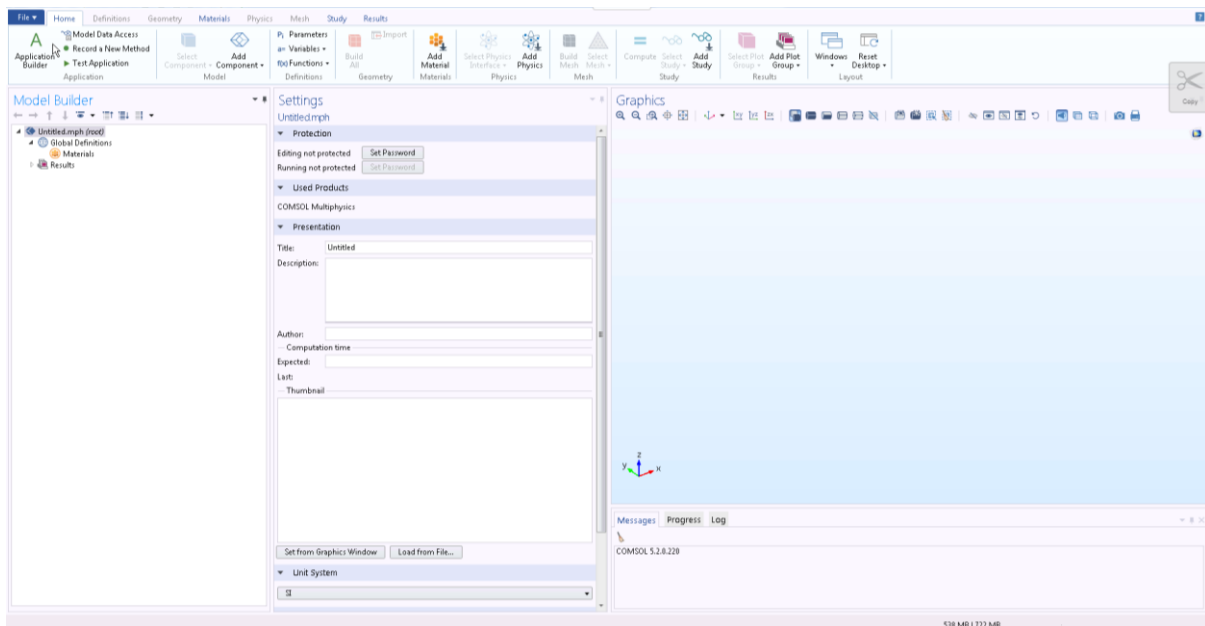 File Home Definitions Geometry Materials Physics Mesh Study Results
Application Builder
Model Data Access
Record a New Method
Test Application
Application
Select Component
Add Component
Model
Pi Parameters
a= Variables
f(x) Functions
Definitions
Build All
Import
Geometry
Add Material
Materials
Select Physics Interface
Add Physics
Physics
Build Mesh
Select Mesh
Mesh
Compute
Select Study
Add Study
Study
Select Plot Group
Add Plot Group
Results
Windows
Reset Desktop
Layout
Copy
Model Builder
Untitled.mph (root)
Global Definitions
Materials
Results
Settings
Untitled.mph
Protection
Editing not protected Set Password
Running not protected Set Password
Used Products
COMSOL Multiphysics
Presentation
Title: Untitled
Description:
Author:
Computation time
Expected:
Last:
Thumbnail
Set from Graphics Window Load from File...
Unit System
SI
Graphics
z
y
x
Messages Progress Log
COMSOL 5.2.0.220
538 MB | 722 MB